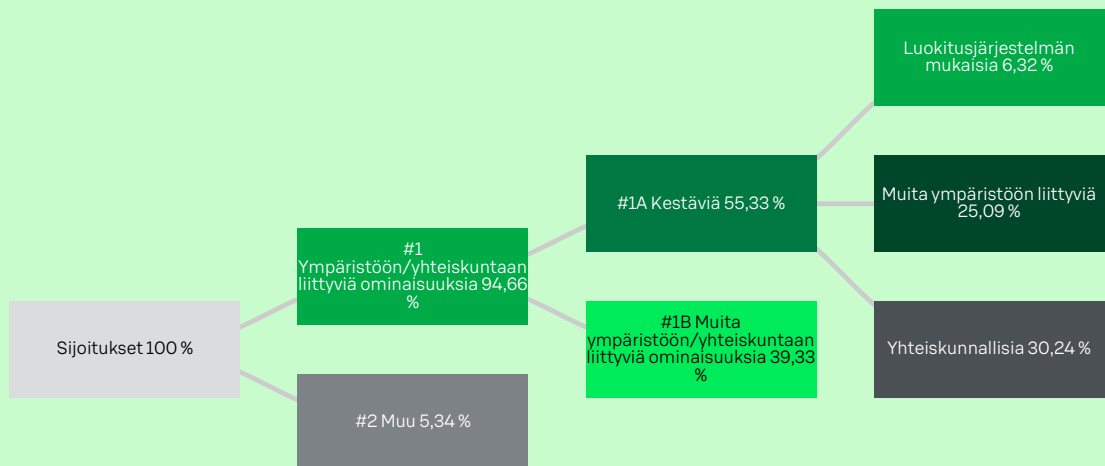 Sijoitukset 100 %
#1
Ympäristöön/yhteiskuntaan
liittyviä ominaisuuksia 94,66
%
#2 Muu 5,34 %
#1A Kestäviä 55,33 %
#1B Muita
ympäristöön/yhteiskuntaan
liittyviä ominaisuuksia 39,33
%
Luokitusjärjestelmän
mukaisia 6,32 %
Muita ympäristöön liittyviä
25,09 %
Yhteiskunnallisia 30,24 %